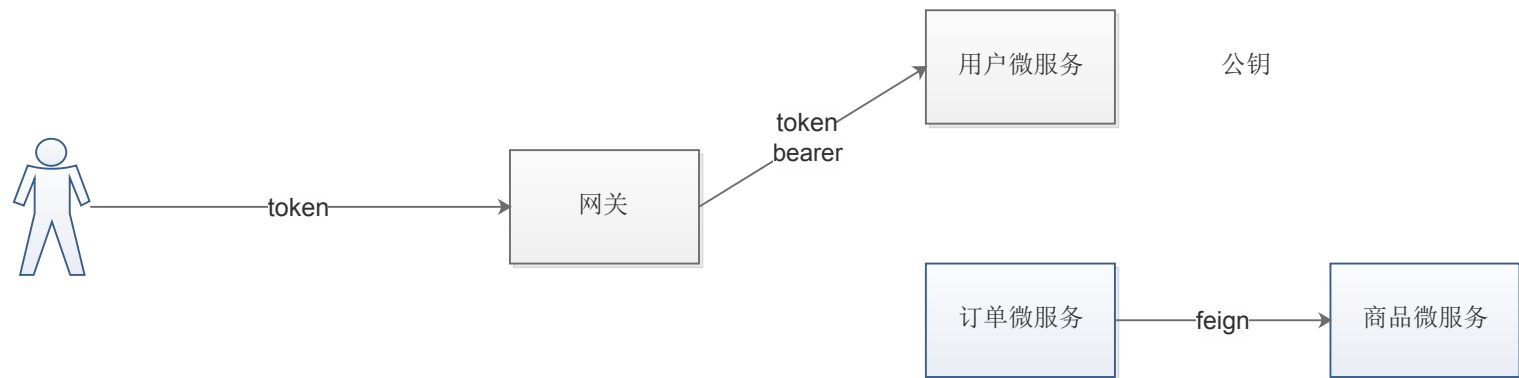 用户微服务
公钥
token
bearer
token
网关
订单微服务
feign
商品微服务